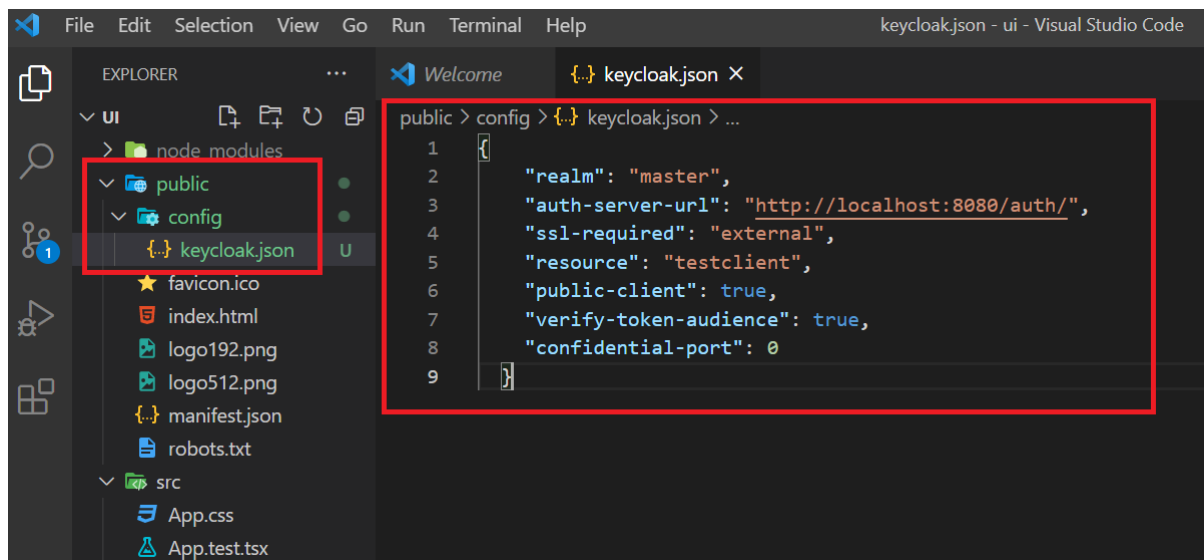 File Edit Selection View Go Run Terminal Help keycloak.json - ui - Visual Studio Code
EXPLORER ...
UI
node_modules
public
config
{..} keycloak.json U
favicon.ico
index.html
logo192.png
logo512.png
{..} manifest.json
robots.txt
src
App.css
App.test.tsx
1
Welcome {..} keycloak.json ×
public > config > {..} keycloak.json > ...
1 {
2 "realm": "master",
3 "auth-server-url": "http://localhost:8080/auth/",
4 "ssl-required": "external",
5 "resource": "testclient",
6 "public-client": true,
7 "verify-token-audience": true,
8 "confidential-port": 0
9 }